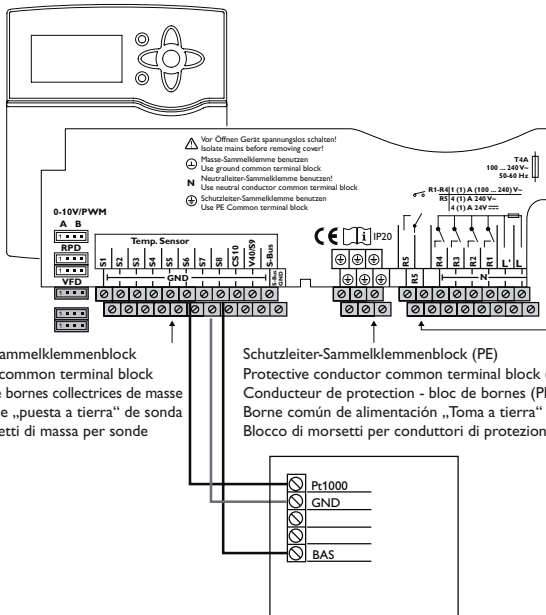 Vor Öffnen Gerät spannungslos schalten!
Isolate mains before removing cover!
Masse-Sammelklemme benutzen
Use ground common terminal block
N Neutralleiter-Sammelklemme benutzen!
Use neutral conductor common terminal block
Schutzleiter-Sammelklemme benutzen
Use PE Common terminal block
T4A
100 ... 240 V~
50-60 Hz
R1-R4 1 (1) A (100 ... 240) V~
R5 4 (1) A 240 V~
4 (1) A 24V
0-10V/PWM
A B
RPD
VFD
Temp. Sensor
S1 S2 S3 S4 S5 S6 S7 S8 CS10 V40/S9 S-Bus
GND
S-Bus GND
CE i IP20
R5 R4 R3 R2 R1 L' L
R5 N
ammelklemmenblock
common terminal block
bornes collectrices de masse
e „puesta a tierra“ de sonda
etti di massa per sonde
Schutzleiter-Sammelklemmenblock (PE)
Protective conductor common terminal block (
Conducteur de protection - bloc de bornes (P
Borne común de alimentación „Toma a tierra“
Blocco di morsetti per conduttori di protezion
Pt1000
GND
BAS